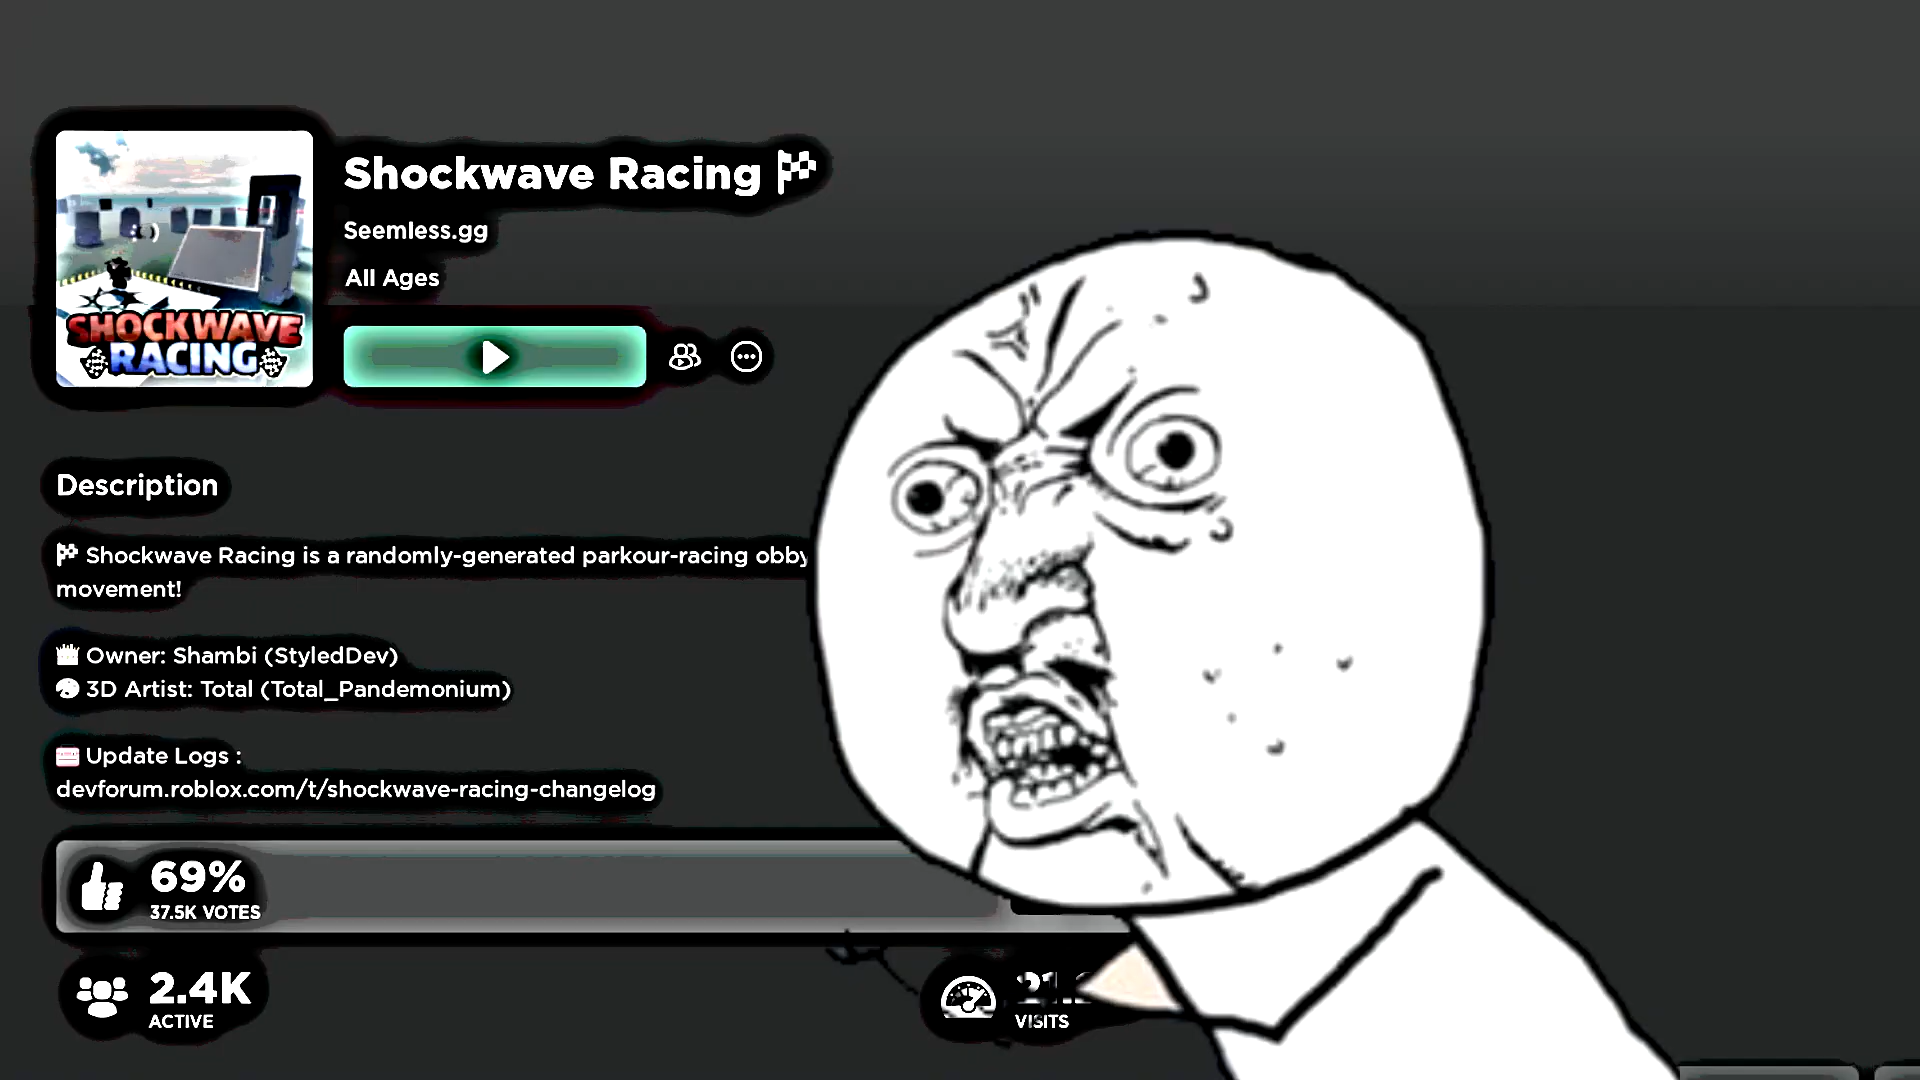 Shockwave Racing
Seemless.gg
All Ages
SHOCKWAVE
RACING
Description
Shockwave Racing is a randomly-generated parkour-racing obby
movement!
Owner: Shambi (StyledDev)
3D Artist: Total (Total_Pandemonium)
Update Logs :
devforum.roblox.com/t/shockwave-racing-changelog
69%
37.5K VOTES
2.4K
ACTIVE
VISITS